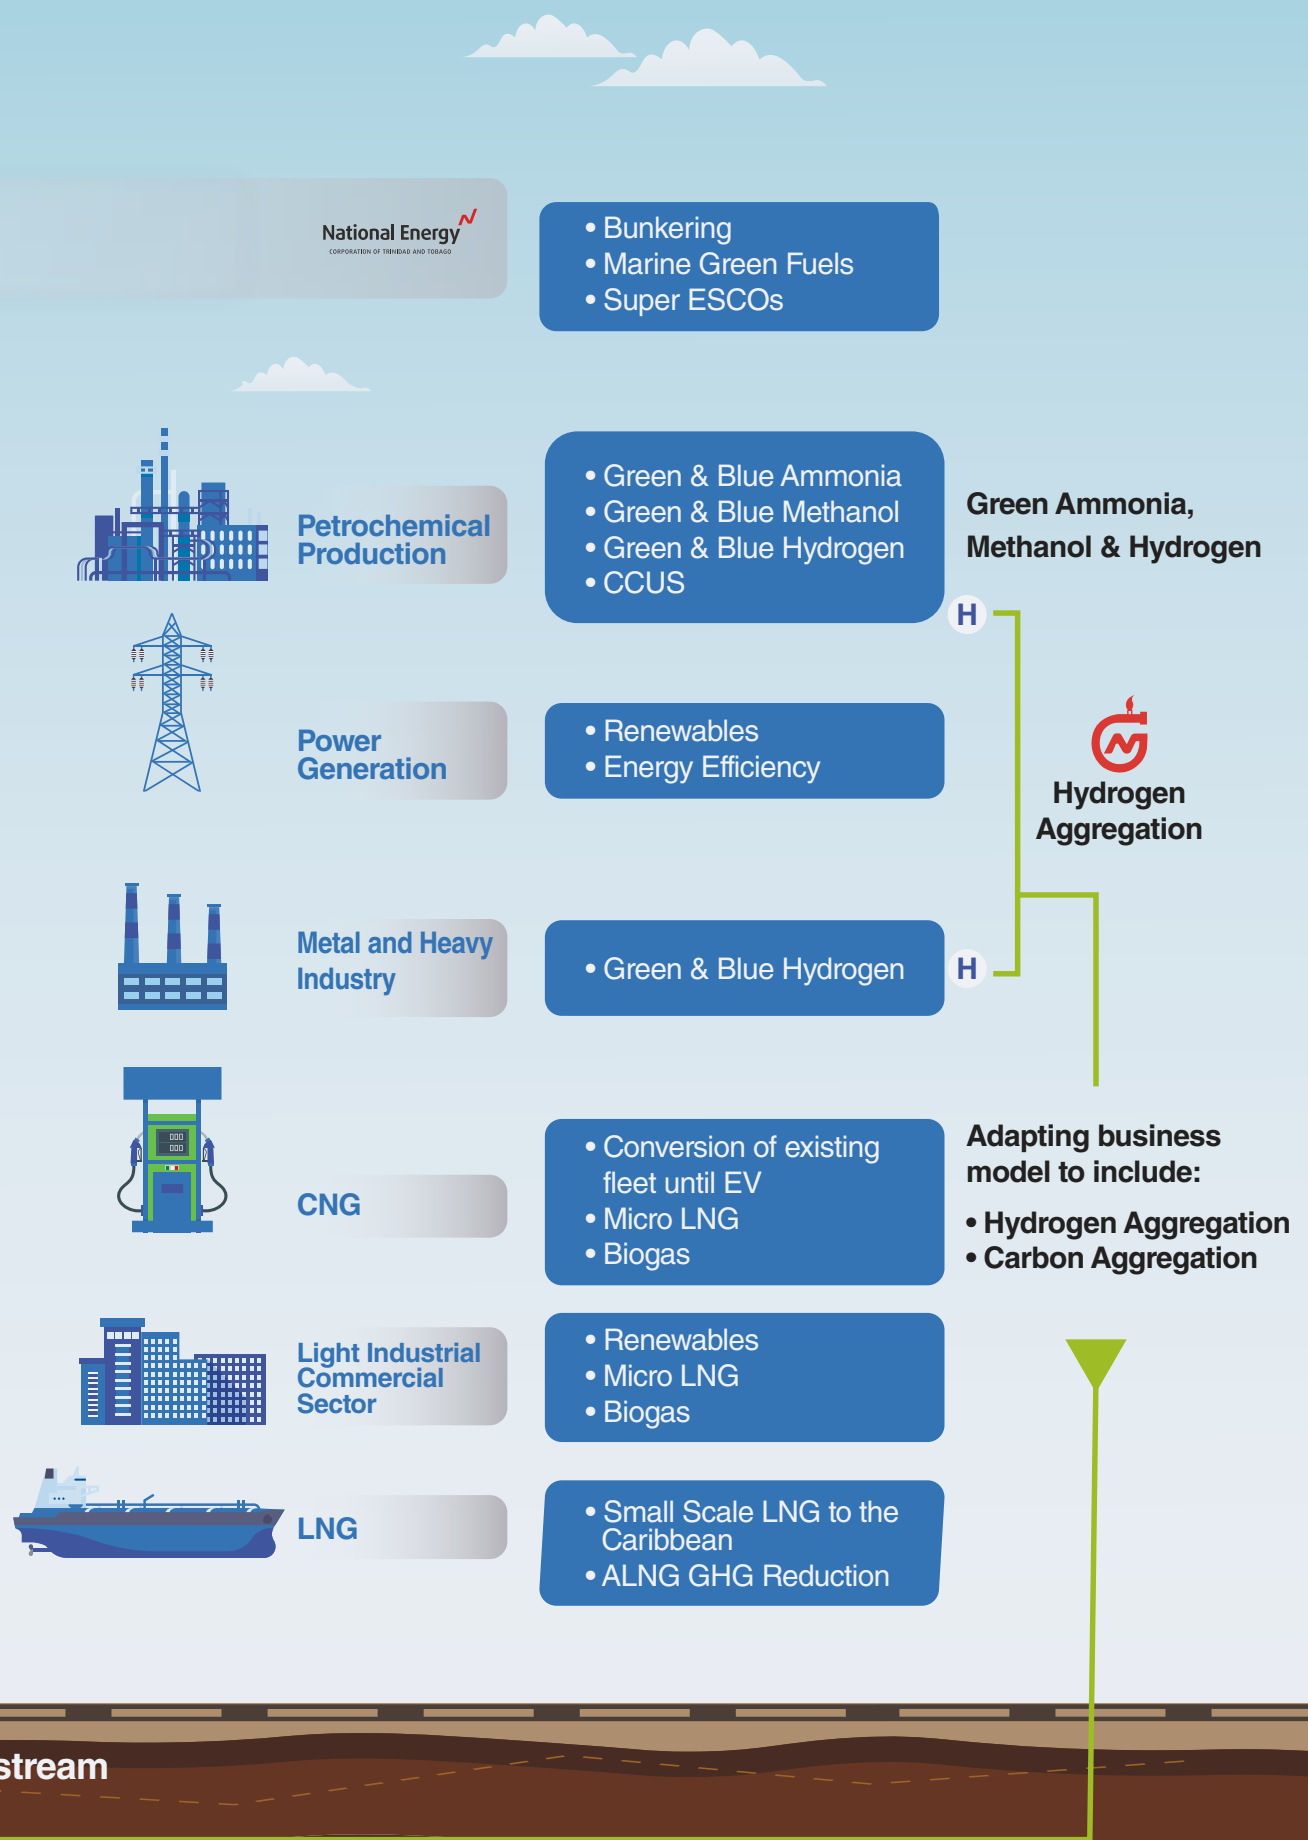 National Energy
CORPORATION OF TRINIDAD AND TOBAGO
• Bunkering
• Marine Green Fuels
• Super ESCOs
Petrochemical
Production
• Green & Blue Ammonia
• Green & Blue Methanol
• Green & Blue Hydrogen
• CCUS
Green Ammonia,
Methanol & Hydrogen
H
Power
Generation
• Renewables
• Energy Efficiency
Hydrogen
Aggregation
Metal and Heavy
Industry
• Green & Blue Hydrogen
H
CNG
• Conversion of existing
fleet until EV
• Micro LNG
• Biogas
Adapting business
model to include:
• Hydrogen Aggregation
• Carbon Aggregation
Light Industrial
Commercial
Sector
• Renewables
• Micro LNG
• Biogas
LNG
• Small Scale LNG to the
Caribbean
• ALNG GHG Reduction
stream